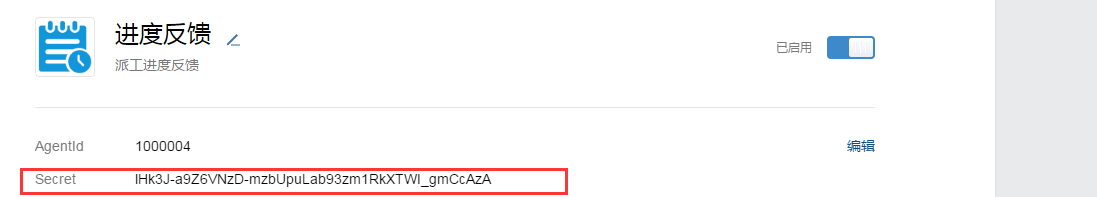 进度反馈
派工进度反馈
已启用
AgentId 1000004 编辑
Secret lHk3J-a9Z6VNzD-mzbUpuLab93zm1RkXTWI_gmCcAzA